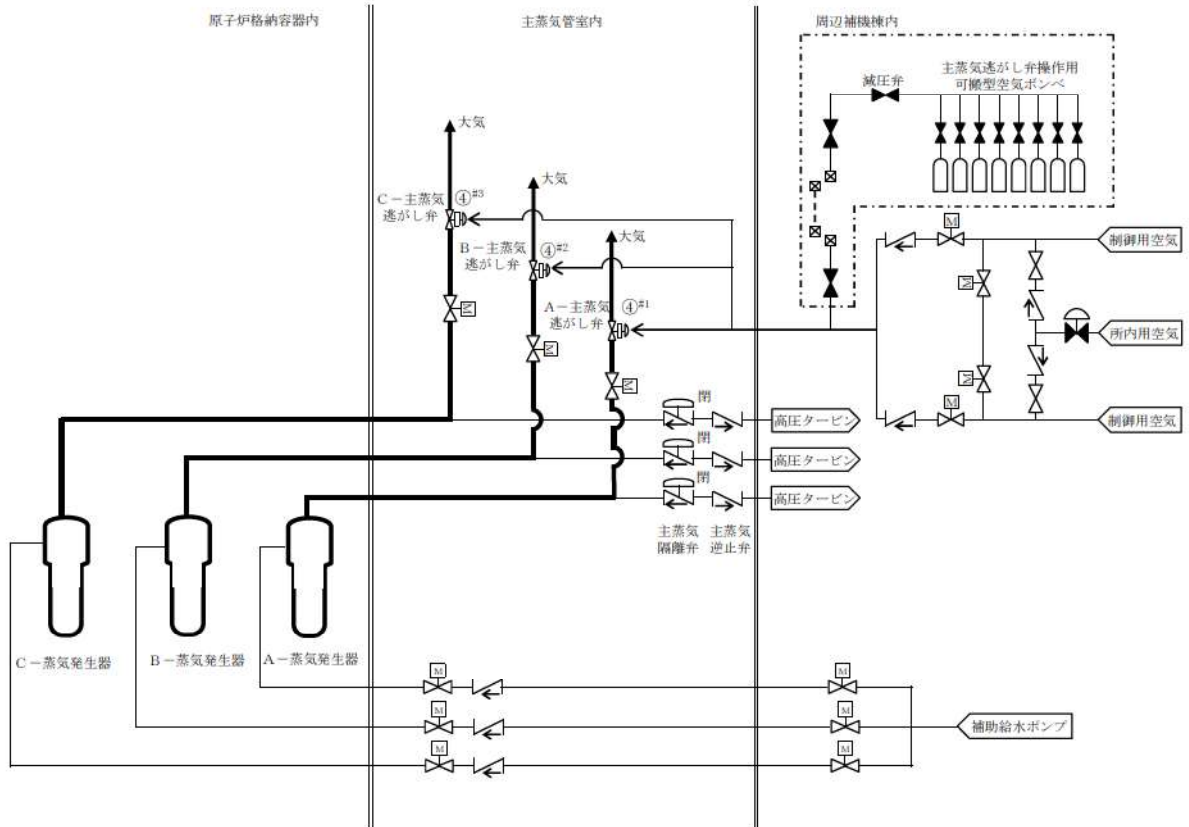 原子炉格納容器内
主蒸気管室内
周辺補機棟内
主蒸気逃がし弁操作用
可搬型空気ボンベ
減圧弁
大気
C－主蒸気
逃がし弁
④#3
大気
B－主蒸気
逃がし弁
④#2
大気
A－主蒸気
逃がし弁
④#1
M
M
M
M
制御用空気
M
所内用空気
M
M
制御用空気
閉
高圧タービン
閉
高圧タービン
閉
高圧タービン
主蒸気
隔離弁
主蒸気
逆止弁
C－蒸気発生器
B－蒸気発生器
A－蒸気発生器
M
M
M
M
補助給水ポンプ
M
M